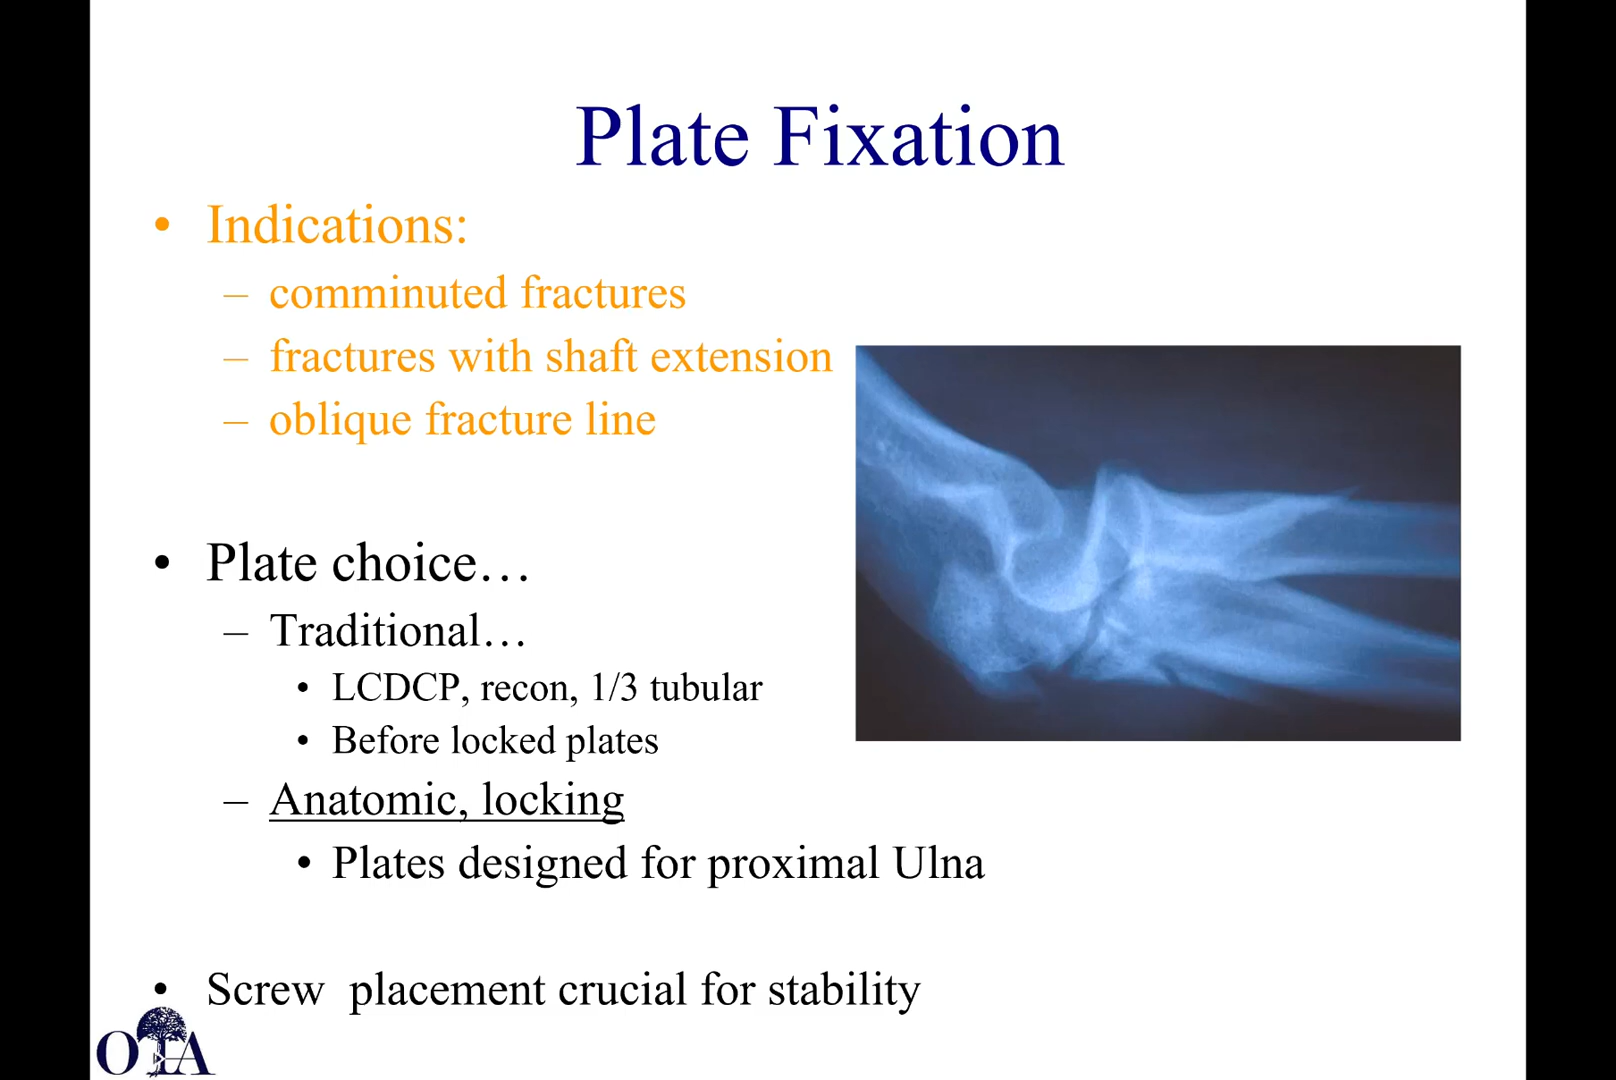 Plate Fixation
• Indications:
– comminuted fractures
– fractures with shaft extension
– oblique fracture line
• Plate choice…
– Traditional…
• LCDCP, recon, 1/3 tubular
• Before locked plates
– Anatomic, locking
• Plates designed for proximal Ulna
• Screw  placement crucial for stability
OTA